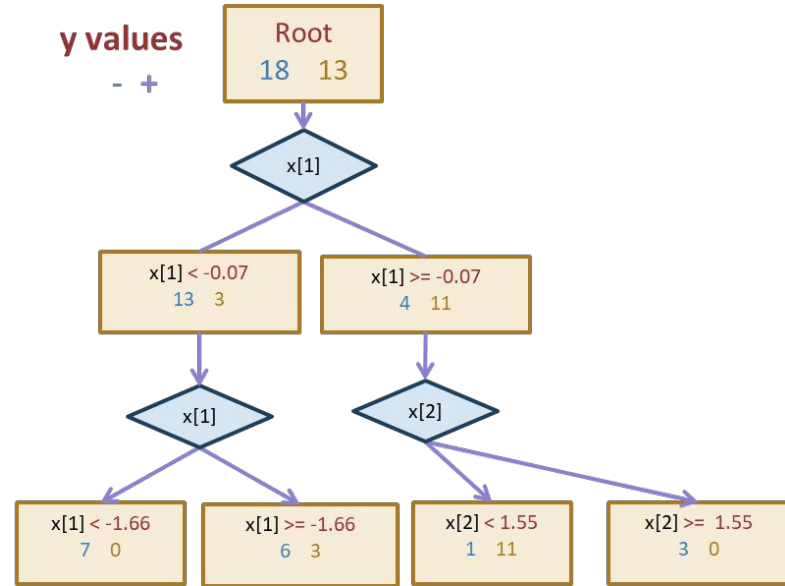 y values
- +
Root
18 13
x[1]
x[1] < -0.07
13 3
x[1] >= -0.07
4 11
x[1]
x[2]
x[1] < -1.66
7 0
x[1] >= -1.66
6 3
x[2] < 1.55
1 11
x[2] >= 1.55
3 0